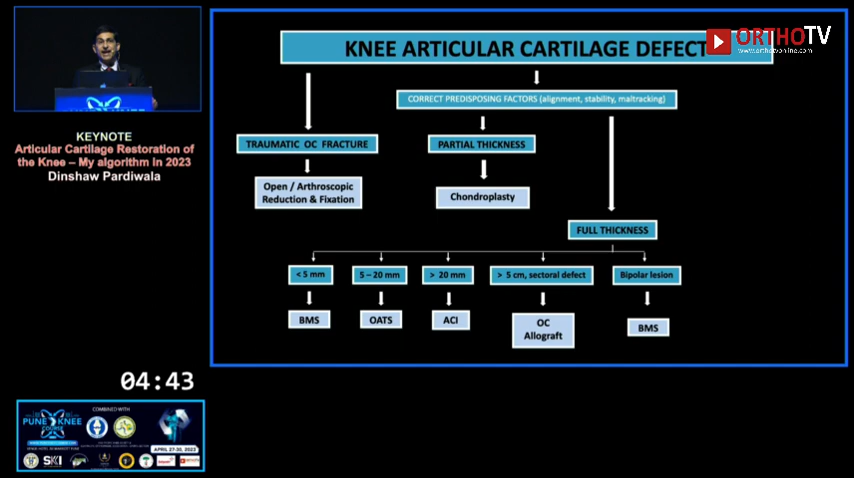 KNEE ARTICULAR CARTILAGE DEFECT
ORTHOTV
www.orthotvonline.com
CORRECT PREDISPOSING FACTORS (alignment, stability, maltracking)
TRAUMATIC OC FRACTURE
PARTIAL THICKNESS
Open / Arthroscopic
Reduction & Fixation
Chondroplasty
FULL THICKNESS
< 5 mm
5 – 20 mm
> 20 mm
> 5 cm, sectoral defect
Bipolar lesion
BMS
OATS
ACI
OC
Allograft
BMS
KEYNOTE
Articular Cartilage Restoration of
the Knee – My algorithm in 2023
Dinshaw Pardiwala
04:43
PUNE KNEE
COURSE
COMBINED WITH
APRIL 27-30, 2023
SKI